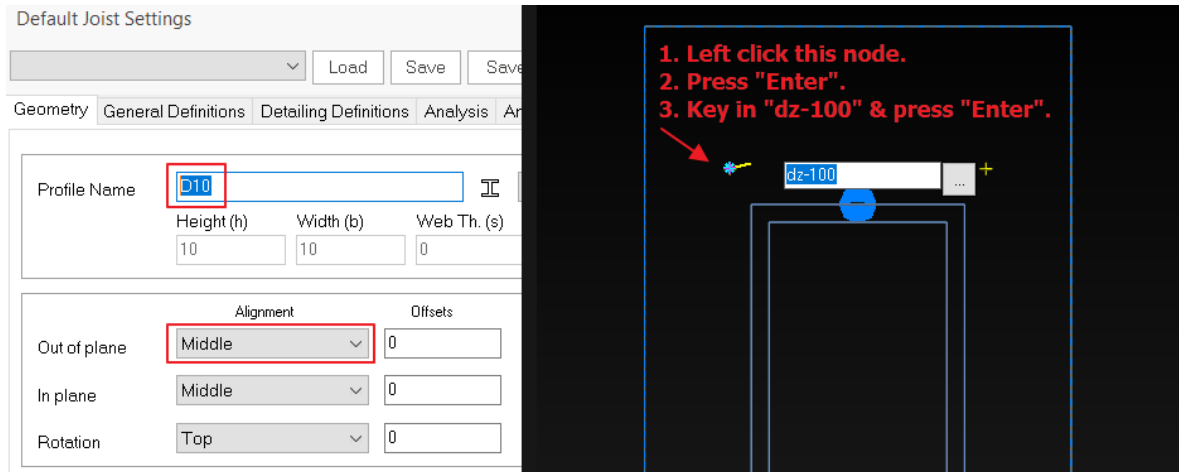 Default Joist Settings
Load
Save
Save
Geometry
General Definitions
Detailing Definitions
Analysis
Ar
Profile Name
D10
Height (h)
Width (b)
Web Th. (s)
10
10
0
Alignment
Offsets
Out of plane
Middle
0
In plane
Middle
0
Rotation
Top
0
1. Left click this node.
2. Press "Enter".
3. Key in "dz-100" & press "Enter".
dz-100
...